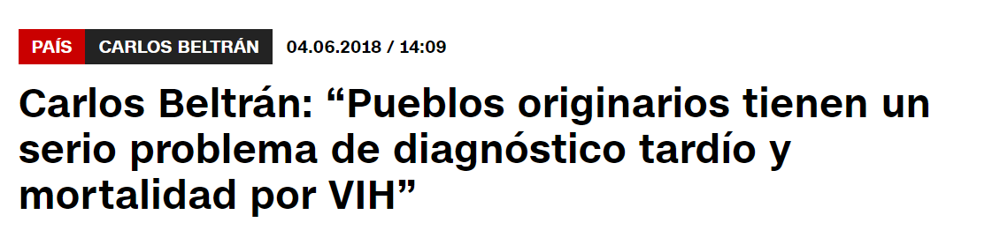 PAÍS CARLOS BELTRÁN 04.06.2018 / 14:09
Carlos Beltrán: “Pueblos originarios tienen un
serio problema de diagnóstico tardío y
mortalidad por VIH”